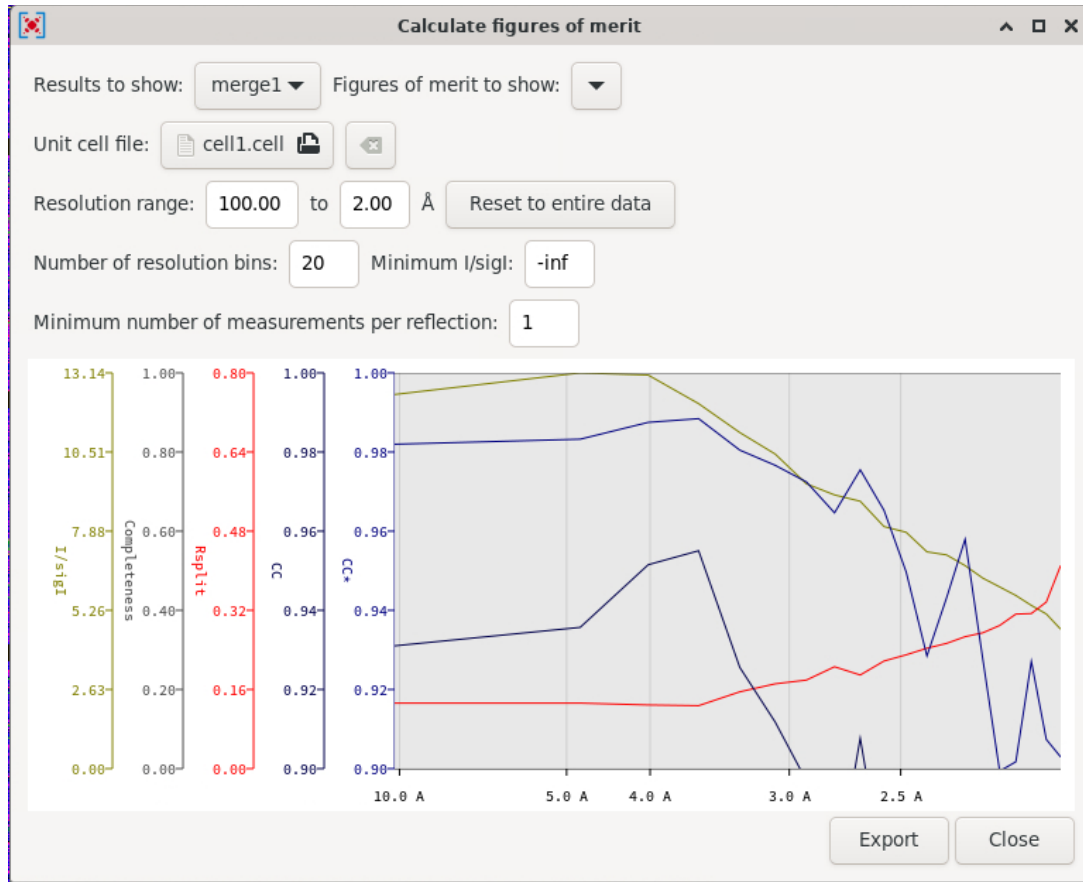 Calculate figures of merit
Results to show: merge1 Figures of merit to show:
Unit cell file: cell1.cell
Resolution range: 100.00 to 2.00 Å Reset to entire data
Number of resolution bins: 20 Minimum I/sigI: -inf
Minimum number of measurements per reflection: 1
13.14 1.00 0.80 1.00 1.00
10.51 0.80 0.64 0.98 0.98
7.88 0.60 0.48 0.96 0.96
I/sigI Completeness Rsplit CC CC*
5.26 0.40 0.32 0.94 0.94
2.63 0.20 0.16 0.92 0.92
0.00 0.00 0.00 0.90 0.90
10.0 A 5.0 A 4.0 A 3.0 A 2.5 A
Export Close